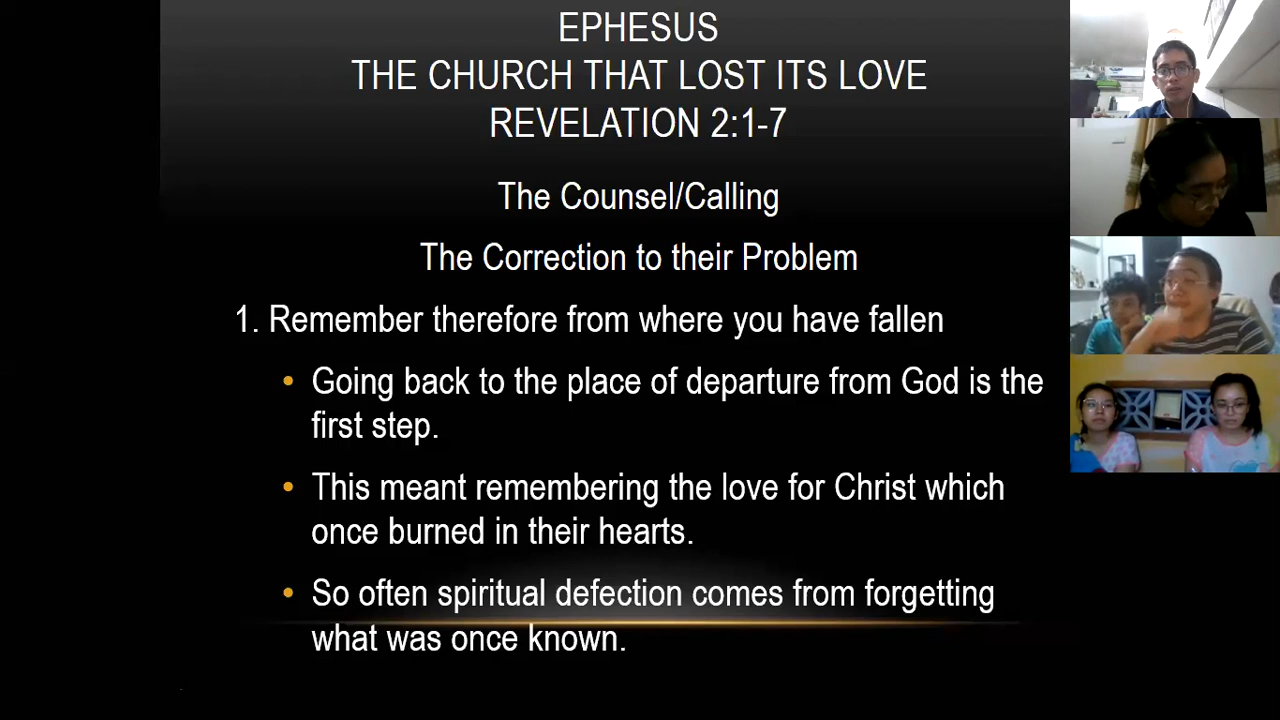 EPHESUS
THE CHURCH THAT LOST ITS LOVE
REVELATION 2:1-7
The Counsel/Calling
The Correction to their Problem
1. Remember therefore from where you have fallen
• Going back to the place of departure from God is the
first step.
• This meant remembering the love for Christ which
once burned in their hearts.
• So often spiritual defection comes from forgetting
what was once known.